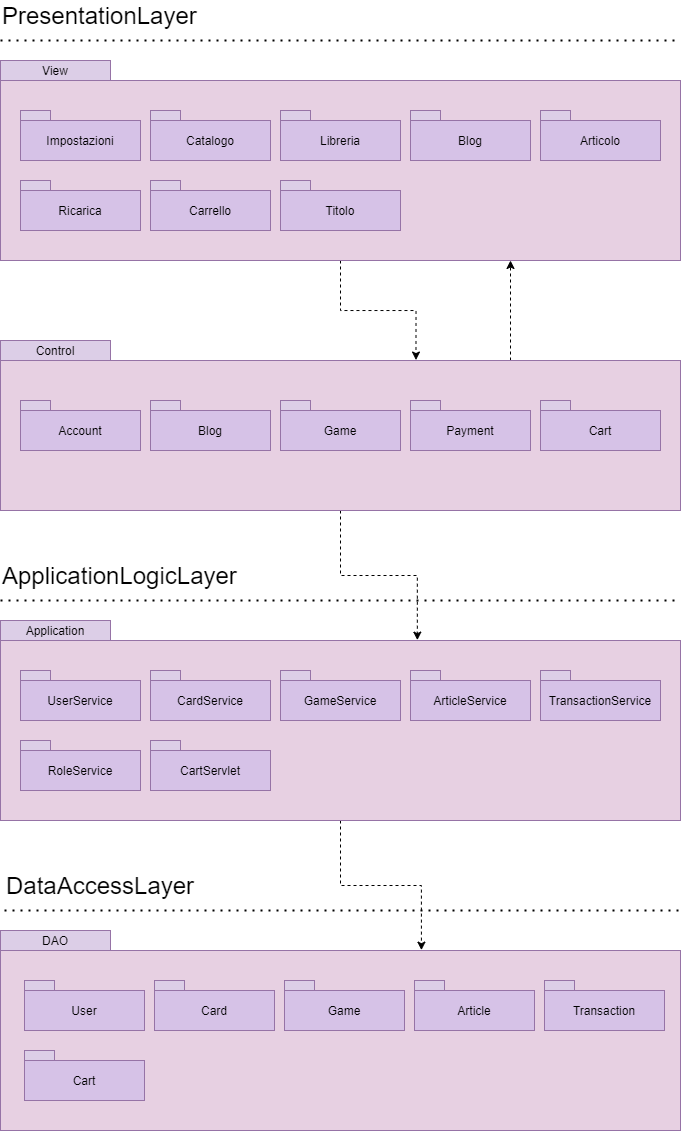 PresentationLayer
View
Impostazioni
Catalogo
Libreria
Blog
Articolo
Ricarica
Carrello
Titolo
Control
Account
Blog
Game
Payment
Cart
ApplicationLogicLayer
Application
UserService
CardService
GameService
ArticleService
TransactionService
RoleService
CartServlet
DataAccessLayer
DAO
User
Card
Game
Article
Transaction
Cart